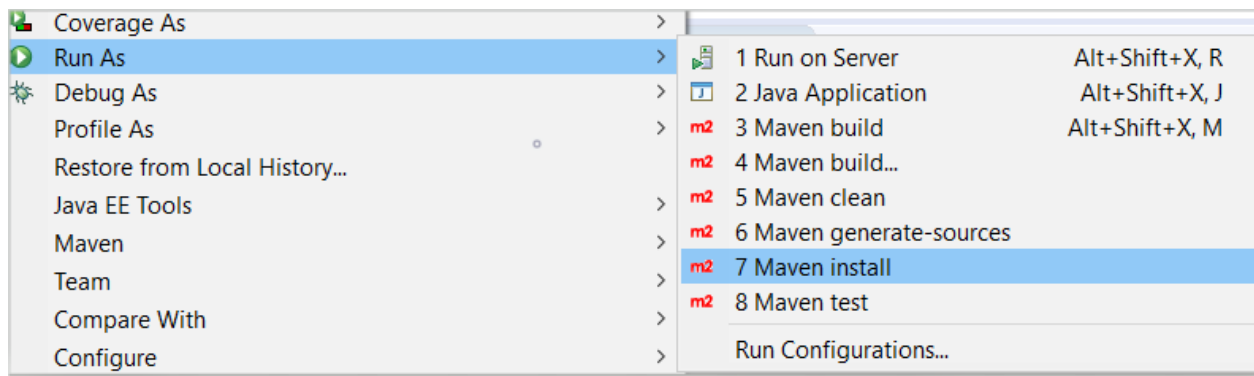 Coverage As
Run As
Debug As
Profile As
Restore from Local History...
Java EE Tools
Maven
Team
Compare With
Configure
1 Run on Server Alt+Shift+X, R
J 2 Java Application Alt+Shift+X, J
m2 3 Maven build Alt+Shift+X, M
m2 4 Maven build...
m2 5 Maven clean
m2 6 Maven generate-sources
m2 7 Maven install
m2 8 Maven test
Run Configurations...